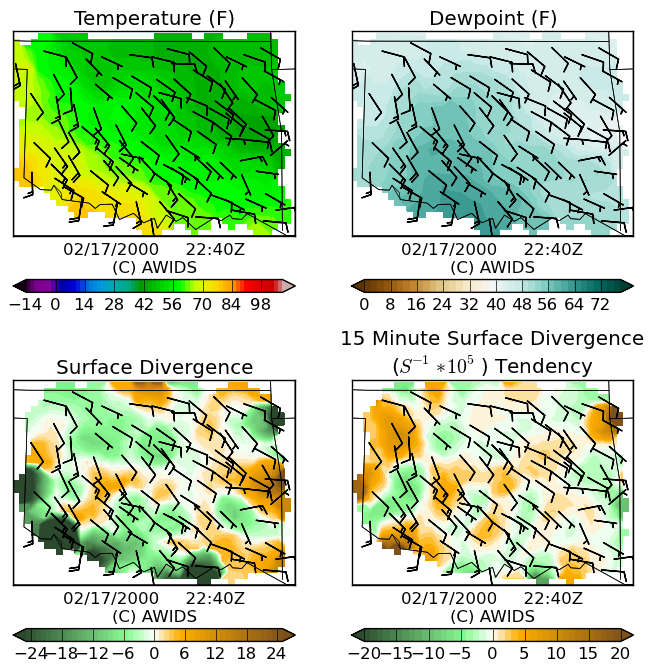 Temperature (F)
Dewpoint (F)
02/17/2000 22:40Z
(C) AWIDS
02/17/2000 22:40Z
(C) AWIDS
−14 0 14 28 42 56 70 84 98
0 8 16 24 32 40 48 56 64 72
Surface Divergence
15 Minute Surface Divergence
(S⁻¹ *10⁵ ) Tendency
02/17/2000 22:40Z
(C) AWIDS
02/17/2000 22:40Z
(C) AWIDS
−24 −18 −12 −6 0 6 12 18 24
−20 −15 −10 −5 0 5 10 15 20